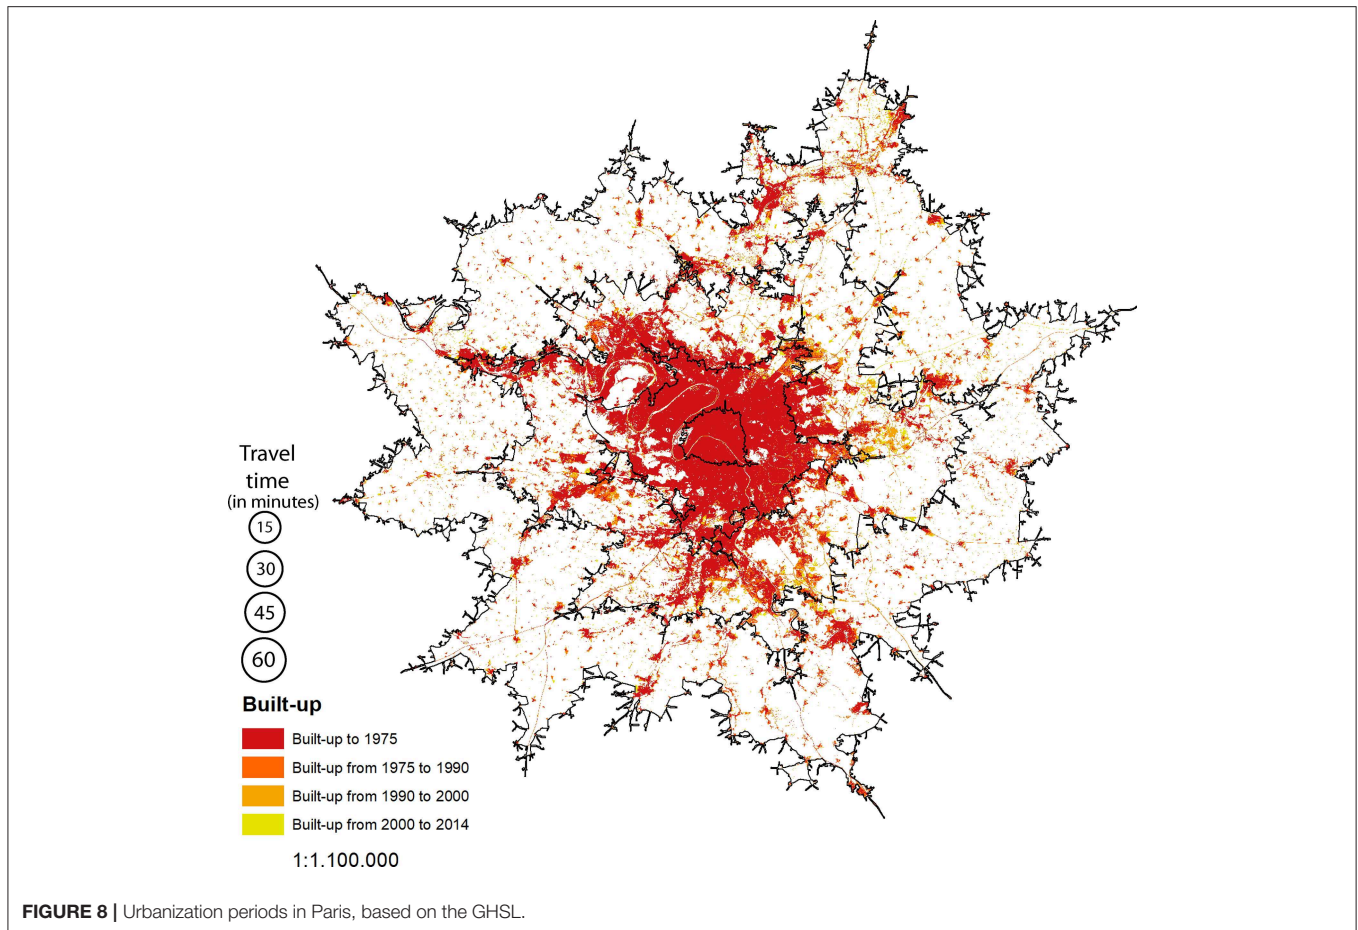 Travel
time
(in minutes)
15
30
45
60
Built-up
Built-up to 1975
Built-up from 1975 to 1990
Built-up from 1990 to 2000
Built-up from 2000 to 2014
1:1.100.000
FIGURE 8 | Urbanization periods in Paris, based on the GHSL.